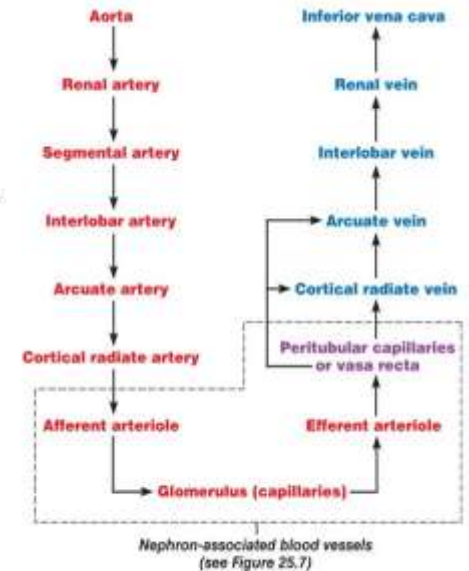 Aorta
Renal artery
Segmental artery
Interlobar artery
Arcuate artery
Cortical radiate artery
Afferent arteriole
Glomerulus (capillaries)
Efferent arteriole
Peritubular capillaries
or vasa recta
Cortical radiate vein
Arcuate vein
Interlobar vein
Renal vein
Inferior vena cava
Nephron-associated blood vessels
(see Figure 25.7)